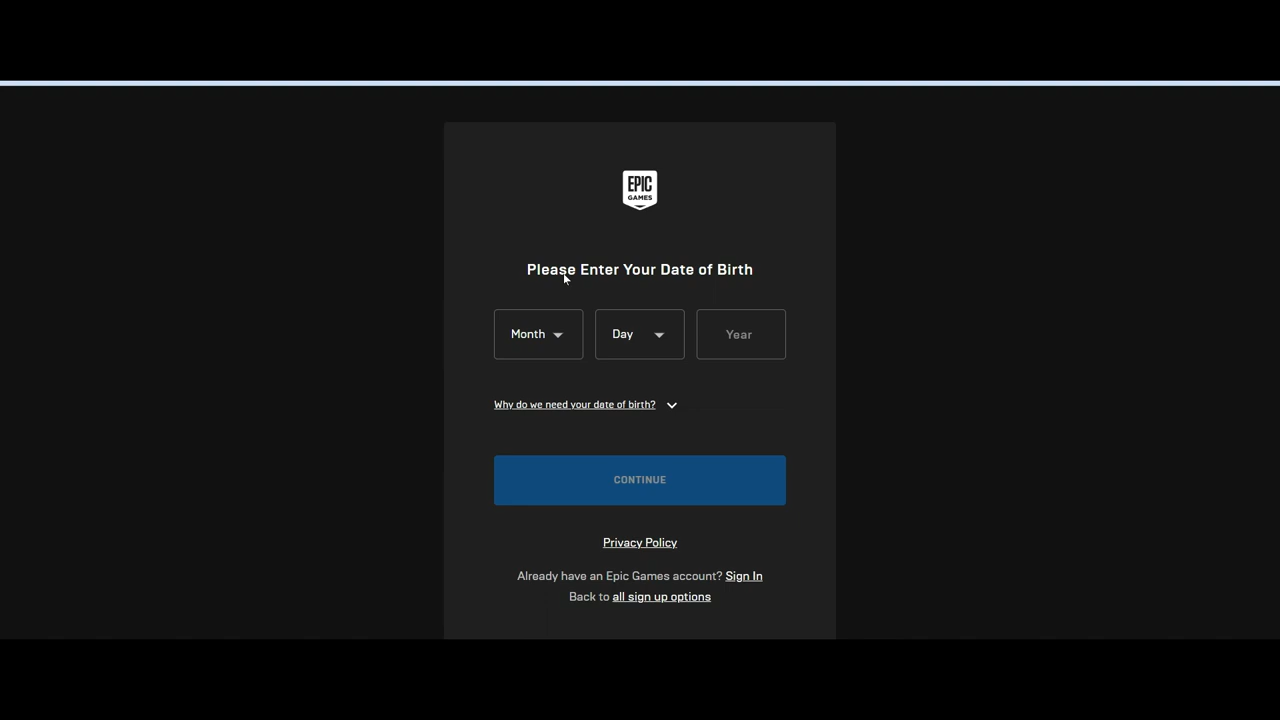 EPIC
GAMES
Please Enter Your Date of Birth
Month Day Year
Why do we need your date of birth?
CONTINUE
Privacy Policy
Already have an Epic Games account? Sign In
Back to all sign up options